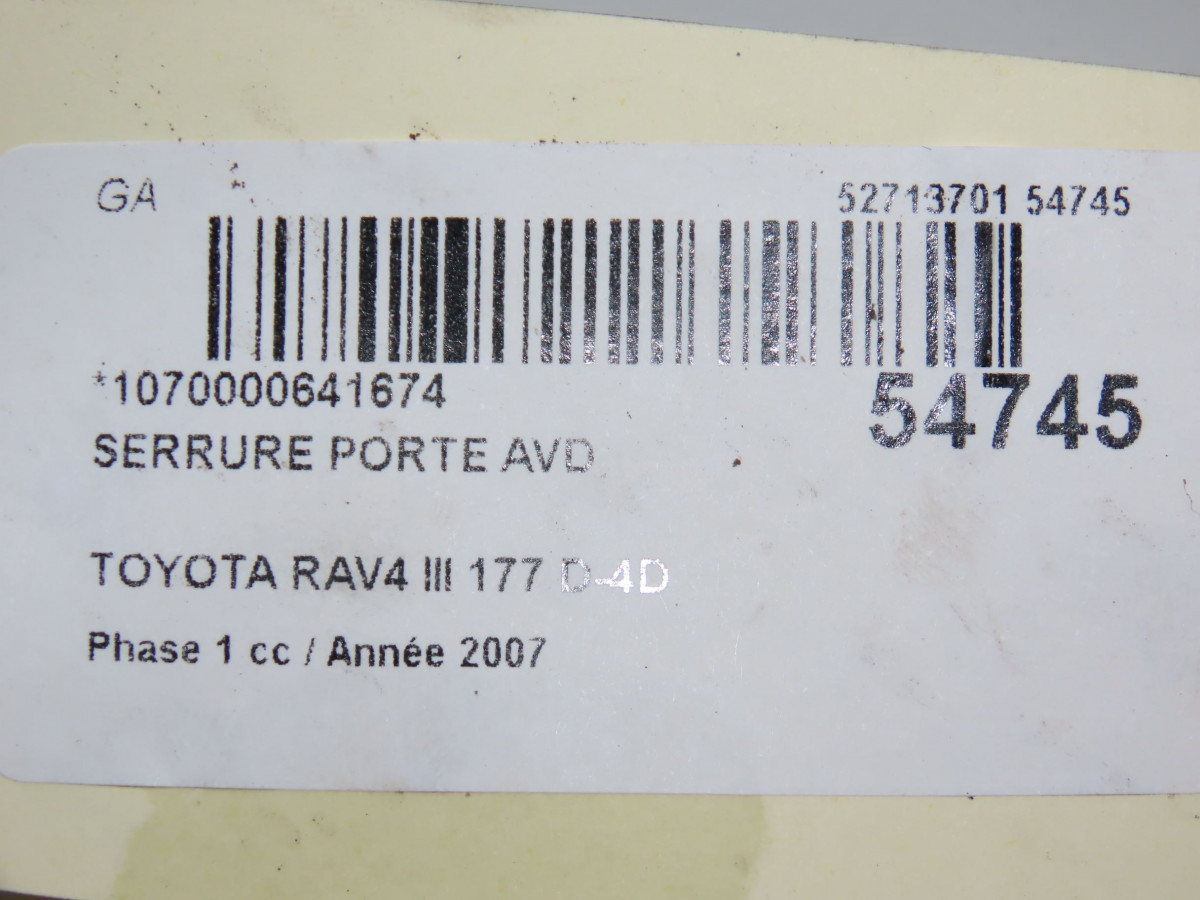 GA
52713701 54745
*1070000641674
54745
SERRURE PORTE AVD
TOYOTA RAV4 III 177 D-4D
Phase 1 cc / Année 2007